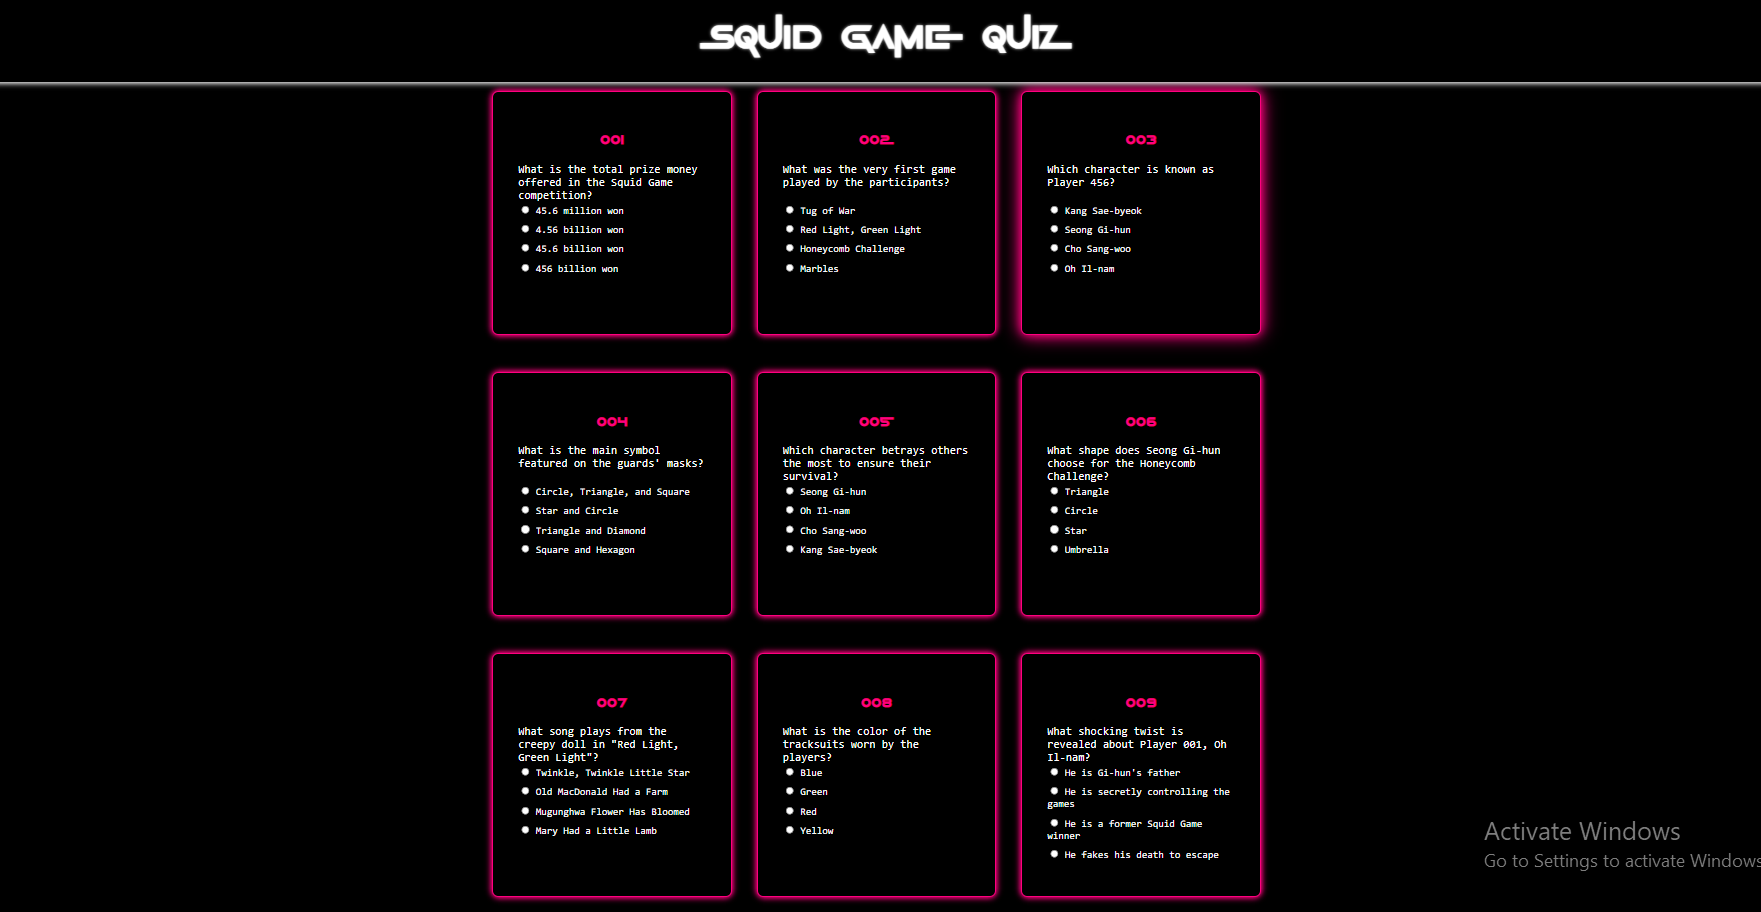 SQUID GAME QUIZ
001
What is the total prize money
offered in the Squid Game
competition?
45.6 million won
4.56 billion won
45.6 billion won
456 billion won
002
What was the very first game
played by the participants?
Tug of War
Red Light, Green Light
Honeycomb Challenge
Marbles
003
Which character is known as
Player 456?
Kang Sae-byeok
Seong Gi-hun
Cho Sang-woo
Oh Il-nam
004
What is the main symbol
featured on the guards' masks?
Circle, Triangle, and Square
Star and Circle
Triangle and Diamond
Square and Hexagon
005
Which character betrays others
the most to ensure their
survival?
Seong Gi-hun
Oh Il-nam
Cho Sang-woo
Kang Sae-byeok
006
What shape does Seong Gi-hun
choose for the Honeycomb
Challenge?
Triangle
Circle
Star
Umbrella
007
What song plays from the
creepy doll in "Red Light,
Green Light"?
Twinkle, Twinkle Little Star
Old MacDonald Had a Farm
Mugunghwa Flower Has Bloomed
Mary Had a Little Lamb
008
What is the color of the
tracksuits worn by the
players?
Blue
Green
Red
Yellow
009
What shocking twist is
revealed about Player 001, Oh
Il-nam?
He is Gi-hun's father
He is secretly controlling the
games
He is a former Squid Game
winner
He fakes his death to escape
Activate Windows
Go to Settings to activate Windows